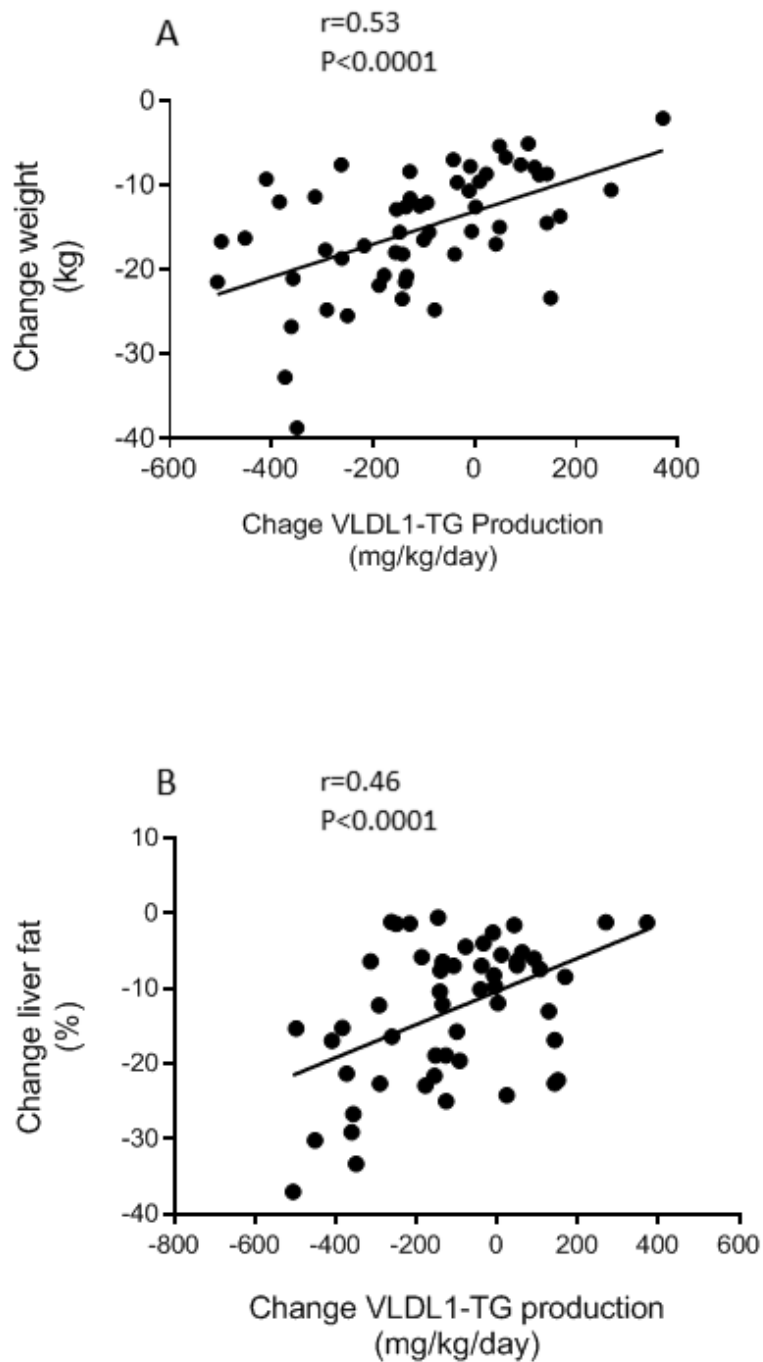 A
r=0.53
P<0.0001
Change weight
(kg)
0
-10
-20
-30
-40
-600
-400
-200
0
200
400
Chage VLDL1-TG Production
(mg/kg/day)
B
r=0.46
P<0.0001
Change liver fat
(%)
10
0
-10
-20
-30
-40
-800
-600
-400
-200
0
200
400
600
Change VLDL1-TG production
(mg/kg/day)